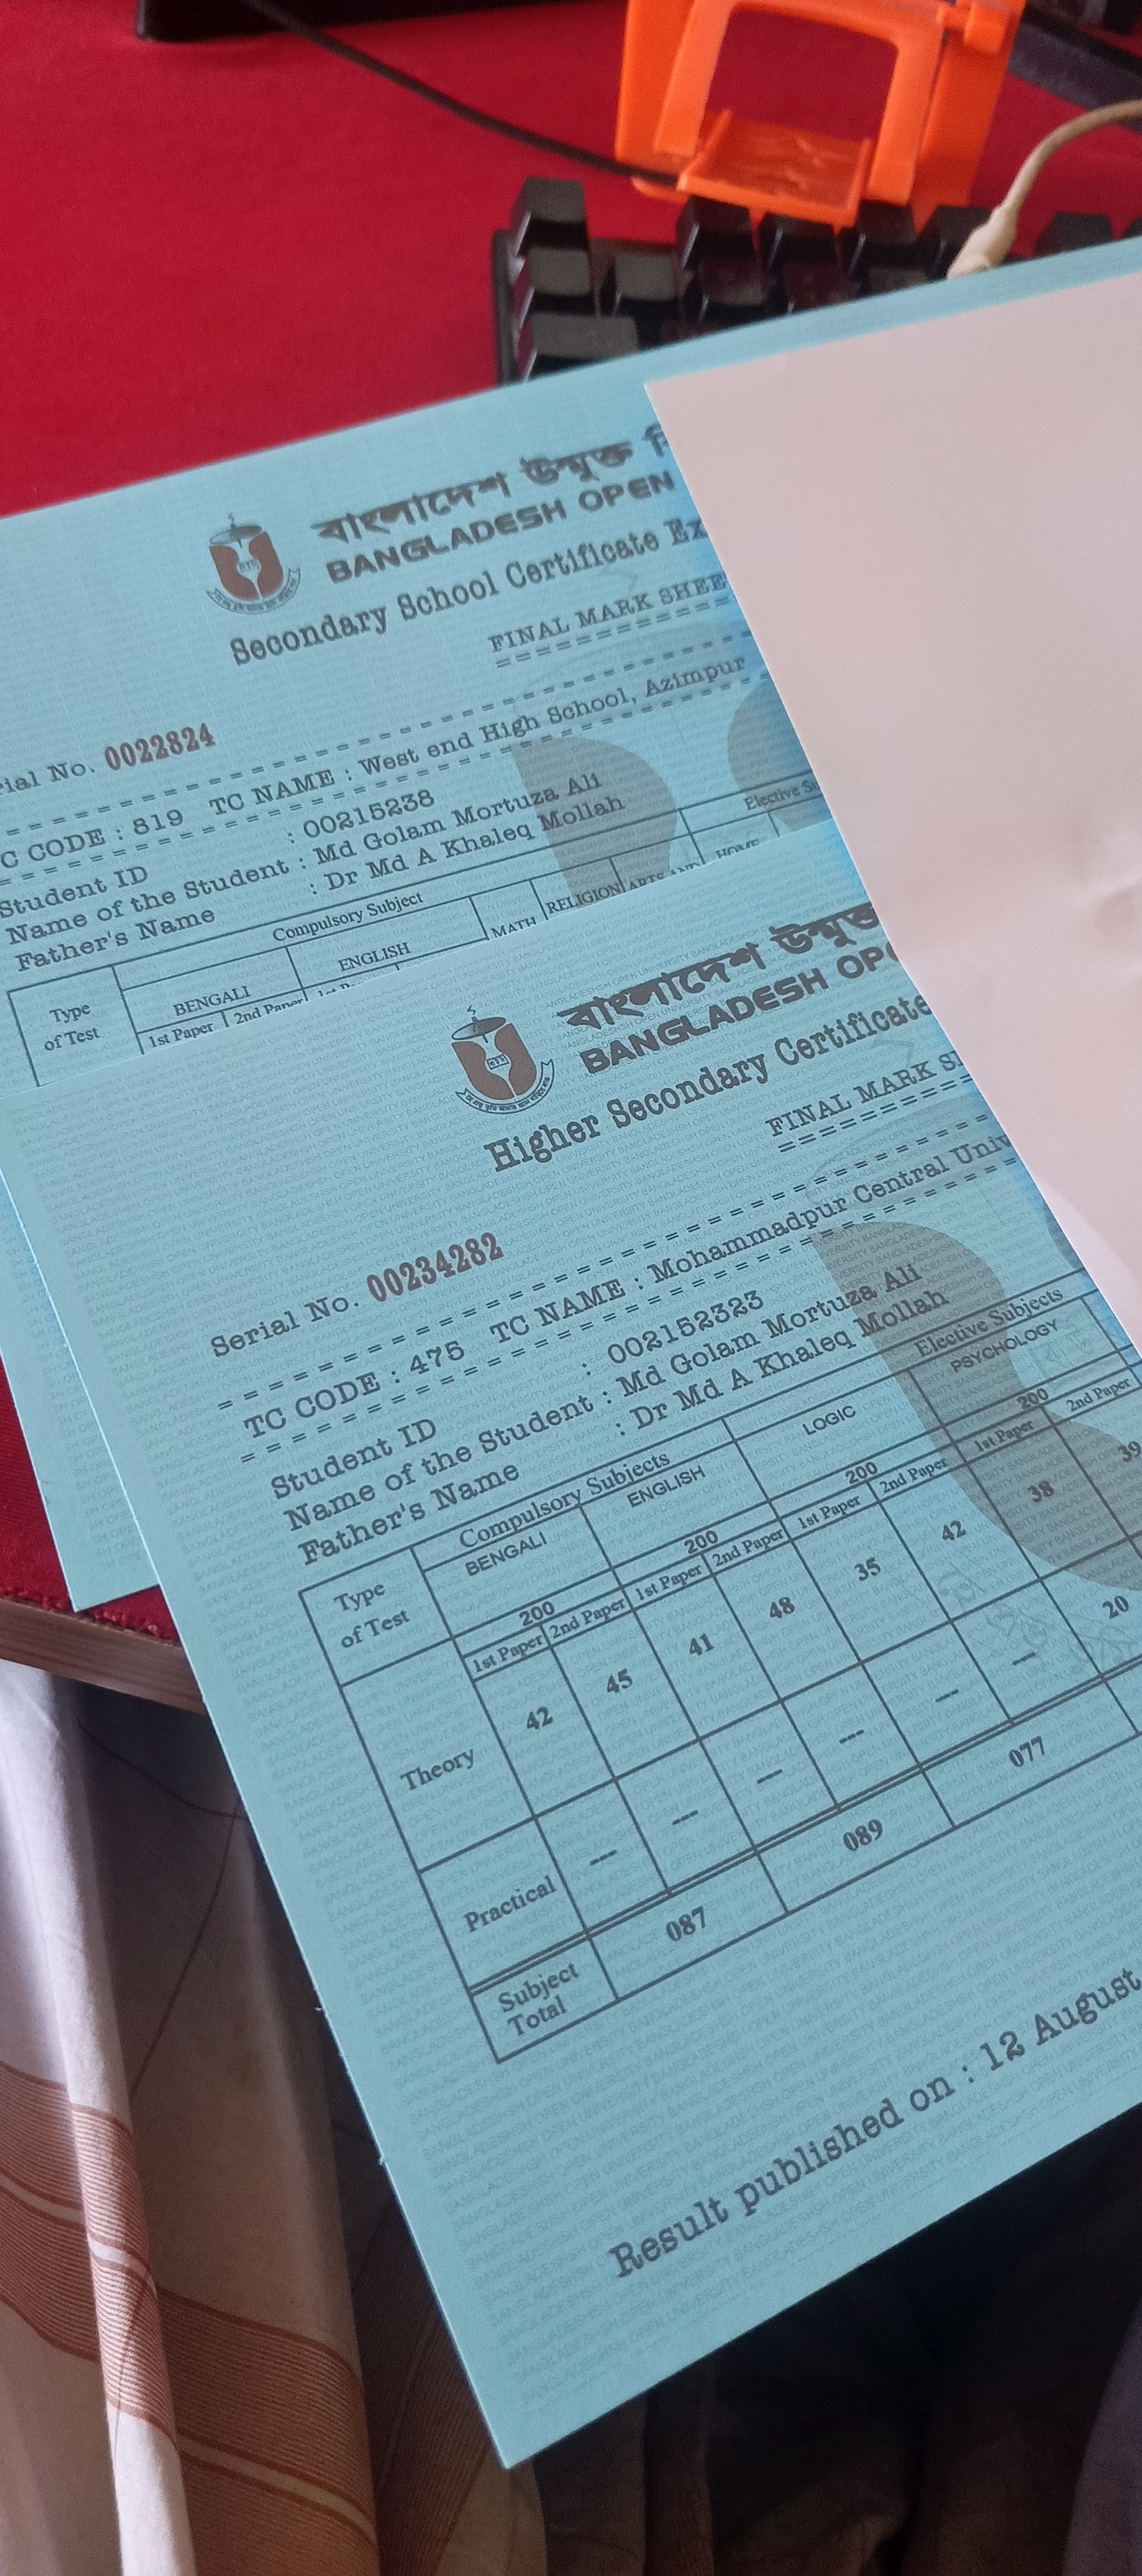 বাংলাদেশ উন্মুক্ত
BANGLADESH OPEN
Secondary School Certificate Ex
FINAL MARK SHEE
ial No. 0022824
C CODE : 819 TC NAME : West end High School, Azimpur
Student ID : 00215238
Name of the Student : Md Golam Mortuza Ali
Father's Name : Dr Md A Khaleq Mollah
Compulsory Subject Elective Su
Type of Test
BENGALI ENGLISH MATH RELIGION ARTS AND HOME
1st Paper 2nd Paper
বাংলাদেশ উন্মুক্ত
BANGLADESH OPE
Higher Secondary Certificate
FINAL MARK S
Serial No. 00234282
TC CODE : 475 TC NAME : Mohammadpur Central Univ
Student ID : 002152323
Name of the Student : Md Golam Mortuza Ali
Father's Name : Dr Md A Khaleq Mollah
Compulsory Subjects Elective Subjects
Type of Test
BENGALI ENGLISH LOGIC PSYCHOLOGY
200 200 200 200
1st Paper 2nd Paper 1st Paper 2nd Paper 1st Paper 2nd Paper 1st Paper 2nd Paper
Theory 42 45 41 48 35 42 38 39
Practical --- --- --- --- --- --- --- 20
Subject Total 087 089 077
Result published on : 12 August